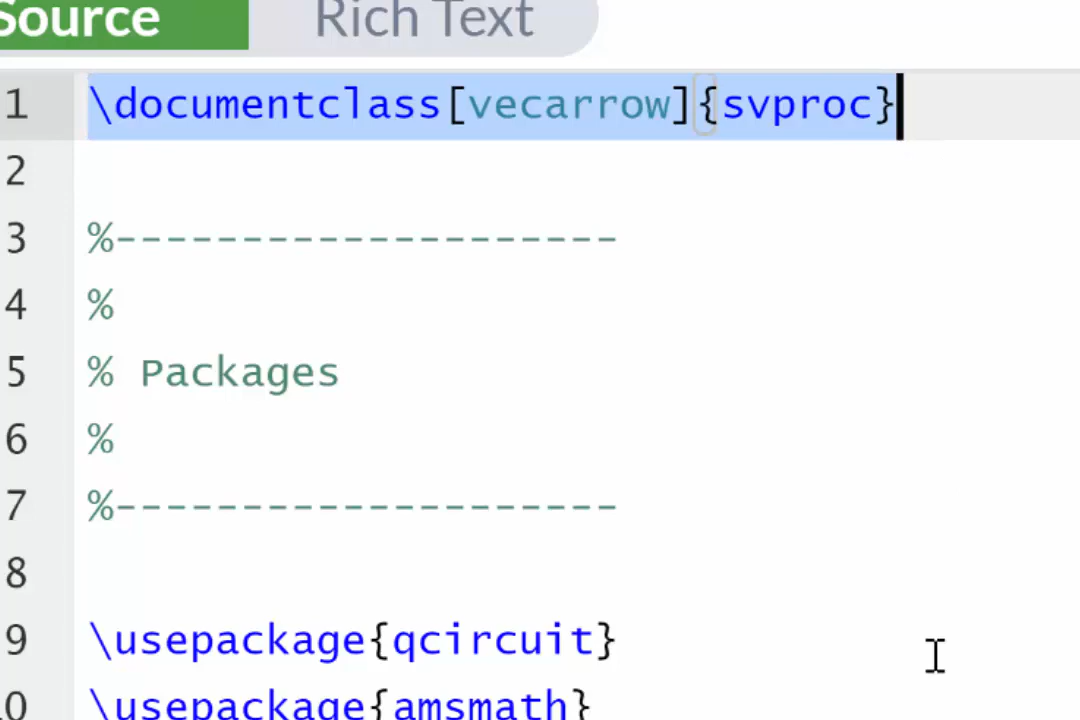 Source Rich Text
1 \documentclass[vecarrow]{svproc}
2
3 %-------------------
4 %
5 % Packages
6 %
7 %-------------------
8
9 \usepackage{qcircuit}
0 \usepackage{amsmath}